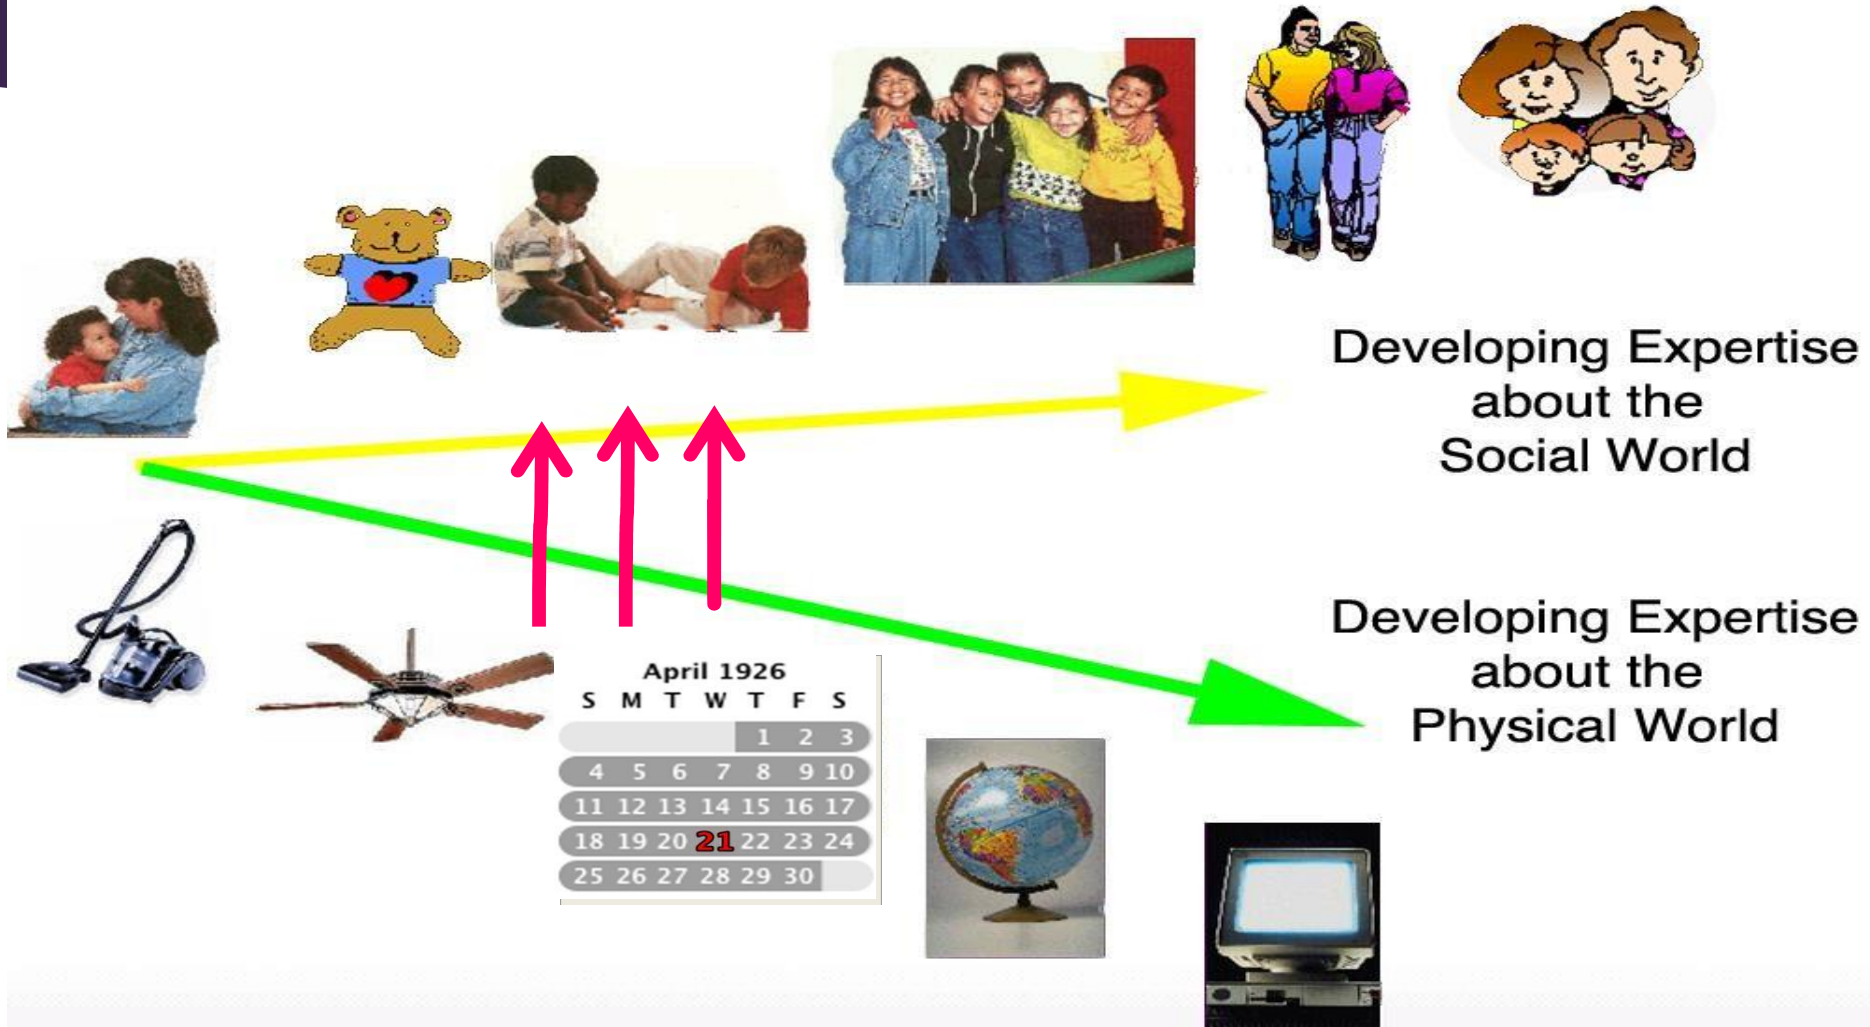 Developing Expertise
about the
Social World
Developing Expertise
about the
Physical World
April 1926
S M T W T F S
1 2 3
4 5 6 7 8 9 10
11 12 13 14 15 16 17
18 19 20 21 22 23 24
25 26 27 28 29 30